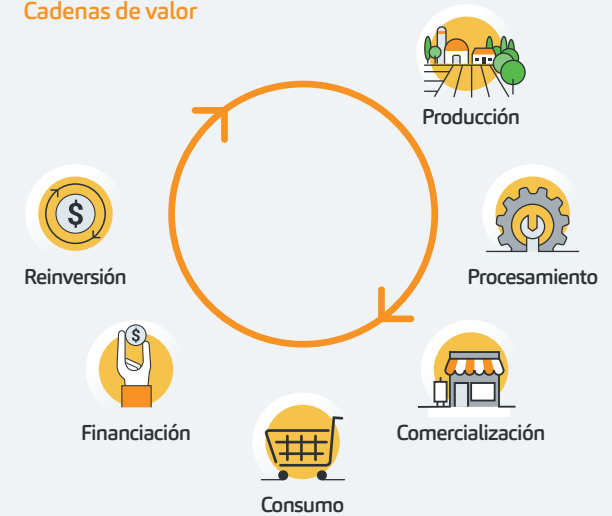 Cadenas de valor
Producción
Procesamiento
Comercialización
Consumo
Financiación
Reinversión
$
$